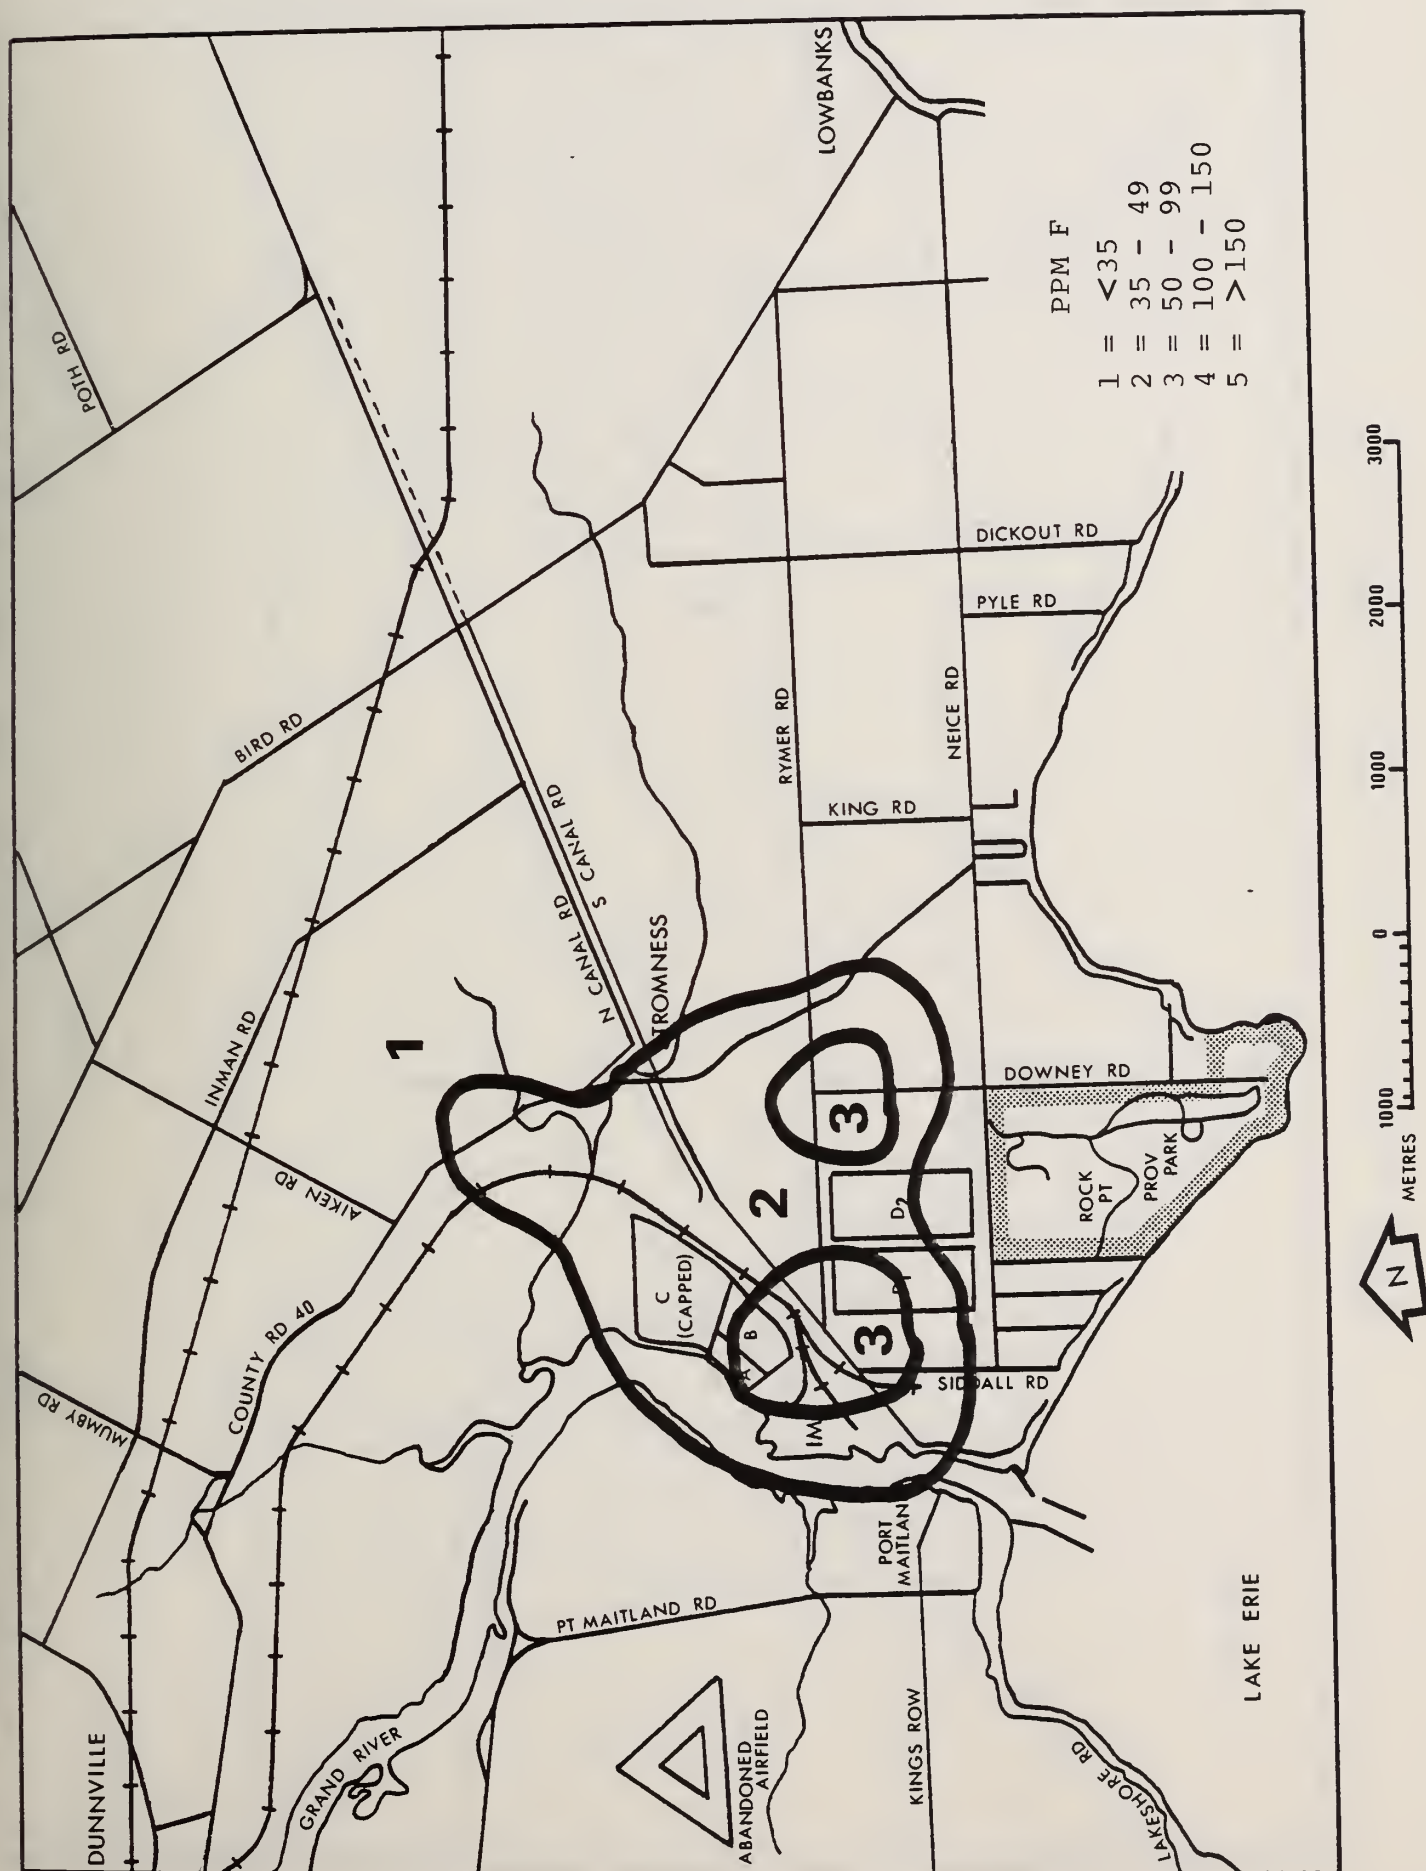 DUNNVILLE
GRAND RIVER
MUMBY RD
COUNTY RD 40
AIKEN RD
INMAN RD
BIRD RD
POTH RD
1
N CANAL RD
S CANAL RD
TROMNESS
LOWBANKS
PT MAITLAND RD
ABANDONED
AIRFIELD
C
(CAPPED)
B
A
2
3
3
IM
D2
RYMER RD
KING RD
NEICE RD
DICKOUT RD
PYLE RD
DOWNEY RD
SIDDALL RD
PORT
MAITLAN
KINGS ROW
LAKESHORE RD
ROCK
PT
PROV
PARK
LAKE ERIE
PPM F
1 = <35
2 = 35 - 49
3 = 50 - 99
4 = 100 - 150
5 = >150
N
1000 0 1000 2000 3000
METRES